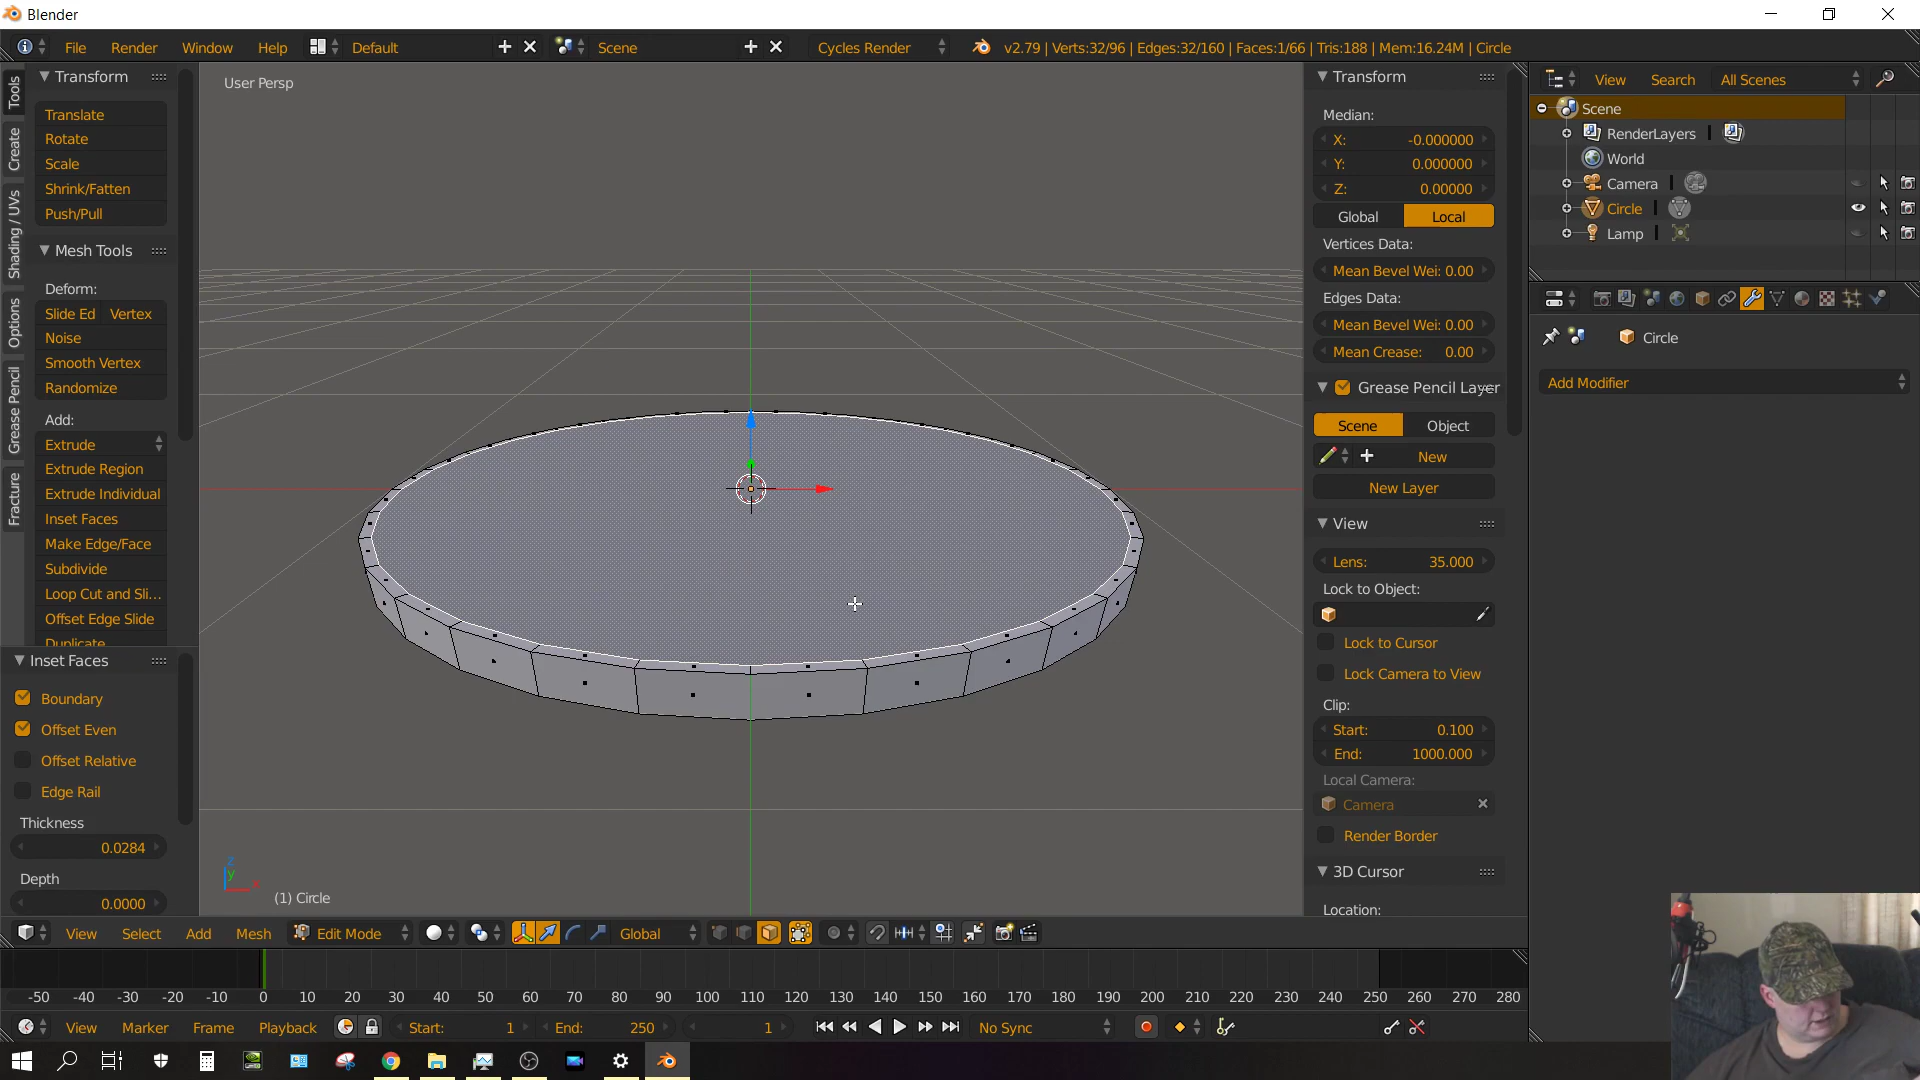 Blender
File Render Window Help Default Scene Cycles Render v2.79 | Verts:32/96 | Edges:32/160 | Faces:1/66 | Tris:188 | Mem:16.24M | Circle
Tools
Create
Shading / UVs
Options
Grease Pencil
Fracture
Transform
Translate
Rotate
Scale
Shrink/Fatten
Push/Pull
Mesh Tools
Deform:
Slide Ed Vertex
Noise
Smooth Vertex
Randomize
Add:
Extrude
Extrude Region
Extrude Individual
Inset Faces
Make Edge/Face
Subdivide
Loop Cut and Sli...
Offset Edge Slide
Duplicate
Inset Faces
Boundary
Offset Even
Offset Relative
Edge Rail
Thickness
0.0284
Depth
0.0000
User Persp
z
y
x
(1) Circle
Transform
Median:
X: -0.000000
Y: 0.000000
Z: 0.00000
Global Local
Vertices Data:
Mean Bevel Wei: 0.00
Edges Data:
Mean Bevel Wei: 0.00
Mean Crease: 0.00
Grease Pencil Layer
Scene Object
New
New Layer
View
Lens: 35.000
Lock to Object:
Lock to Cursor
Lock Camera to View
Clip:
Start: 0.100
End: 1000.000
Local Camera:
Camera
Render Border
3D Cursor
Location:
View Search All Scenes
Scene
RenderLayers
World
Camera
Circle
Lamp
Circle
Add Modifier
View Select Add Mesh Edit Mode Global
-50 -40 -30 -20 -10 0 10 20 30 40 50 60 70 80 90 100 110 120 130 140 150 160 170 180 190 200 210 220 230 240 250 260 270 280
View Marker Frame Playback Start: 1 End: 250 1 No Sync